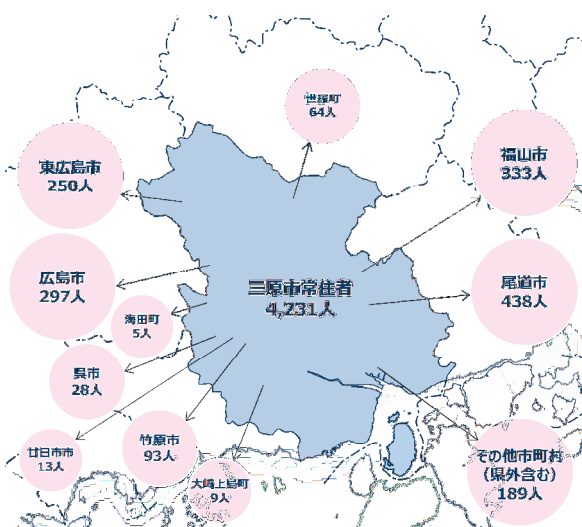 世羅町
64人
東広島市
250人
福山市
333人
広島市
297人
三原市常住者
4,231人
尾道市
438人
海田町
5人
呉市
28人
廿日市市
13人
竹原市
93人
大崎上島町
9人
その他市町村
（県外含む）
189人